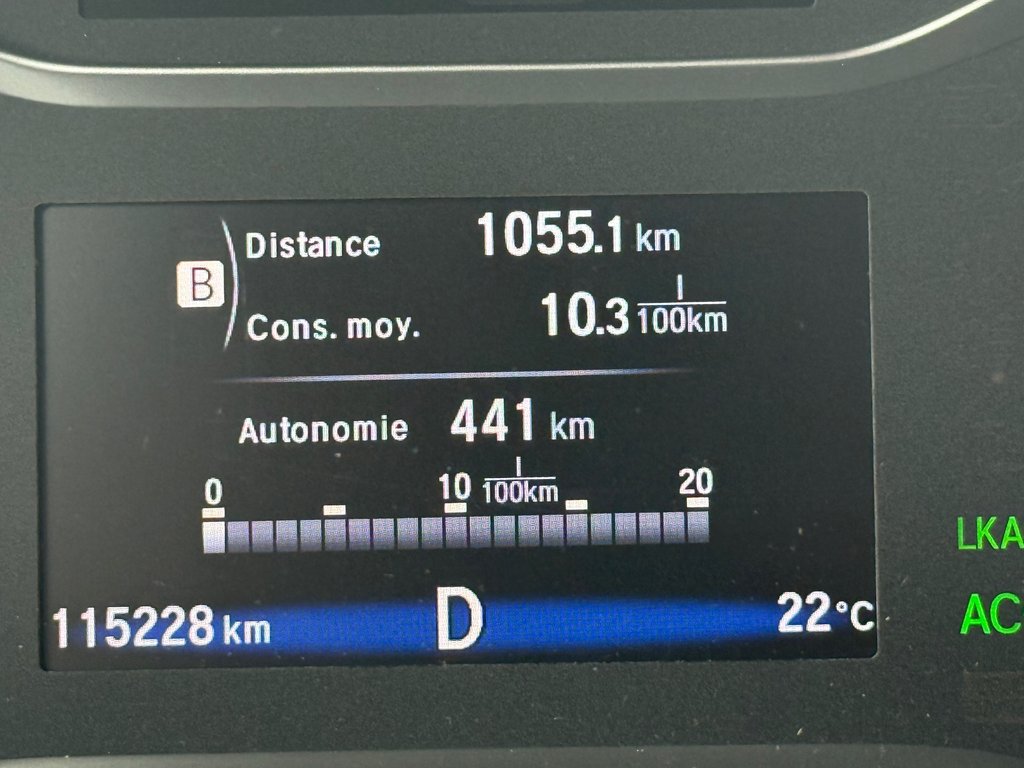 B
Distance 1055.1 km
Cons. moy. 10.3 l/100km
Autonomie 441 km
0 10 l/100km 20
115228 km D 22°C
LKA
AC